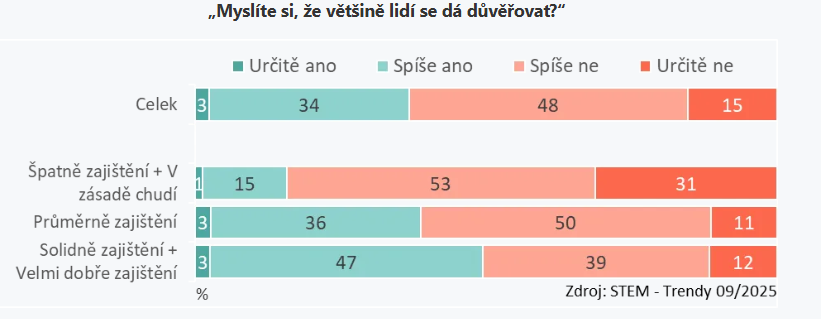 „Myslíte si, že většině lidí se dá důvěřovat?“
Určitě ano Spíše ano Spíše ne Určitě ne
Celek 3 34 48 15
Špatně zajištění + V
zásadě chudí 1 15 53 31
Průměrně zajištění 3 36 50 11
Solidně zajištění +
Velmi dobře zajištění 3 47 39 12
%
Zdroj: STEM - Trendy 09/2025